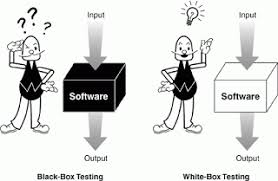 ? ? ?
Input
Software
Output
Black-Box Testing
Input
Software
Output
White-Box Testing